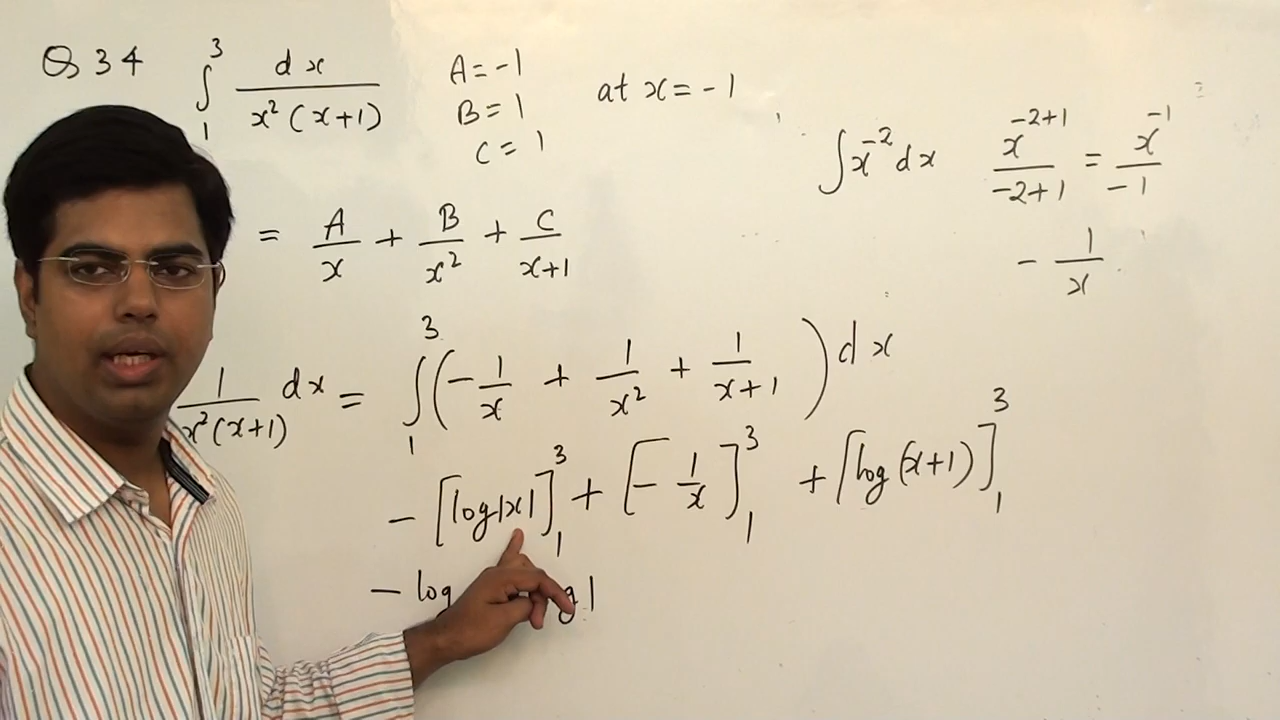 Q 34 ∫₁³ dx / x² (x+1)
A = -1
B = 1
C = 1
at x = -1
= A/x + B/x² + C/x+1
1/x²(x+1) dx = ∫₁³ ( - 1/x + 1/x² + 1/x+1 ) dx
- [log|x|]₁³ + [- 1/x]₁³ + [log(x+1)]₁³
- log
g 1
∫x⁻² dx x⁻²⁺¹/-2+1 = x⁻¹/-1
- 1/x